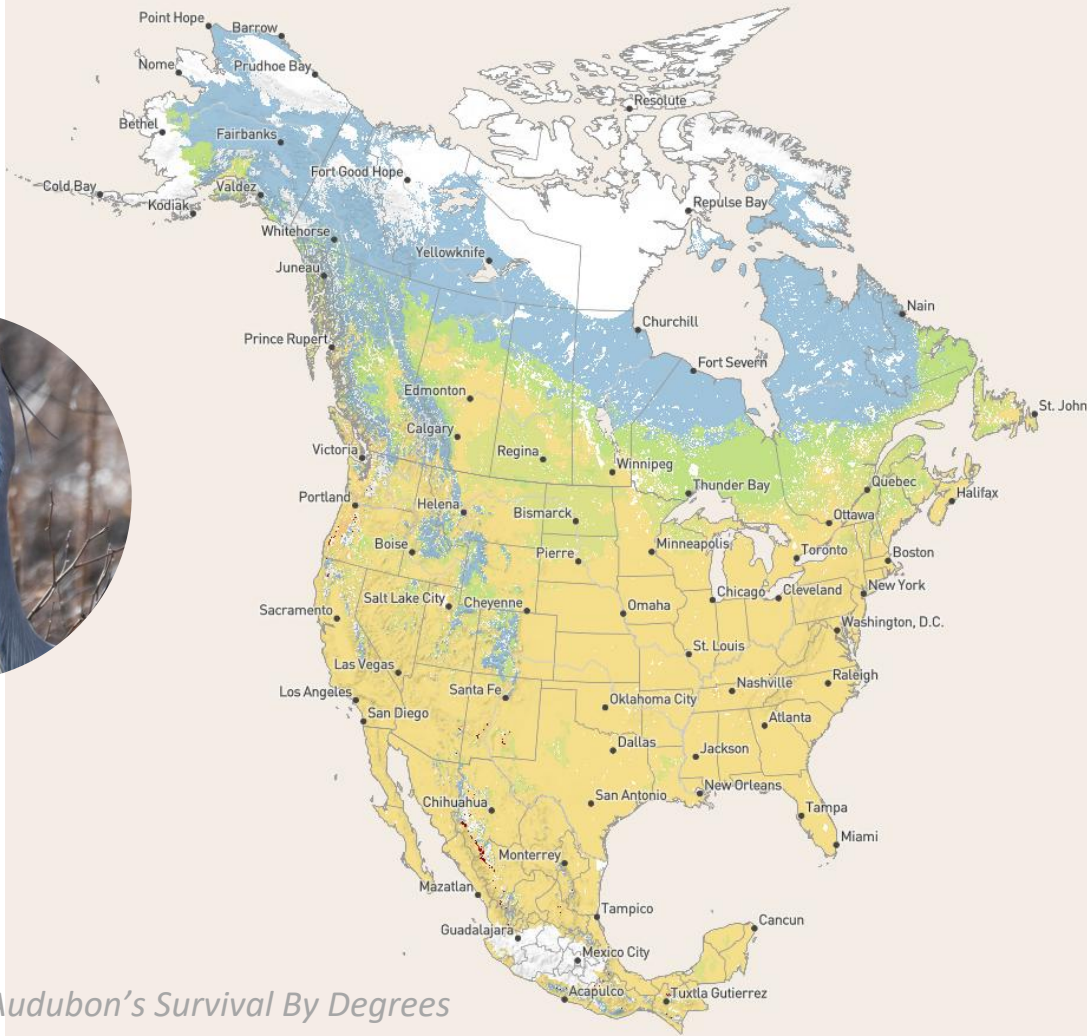 Point Hope
Barrow
Nome
Prudhoe Bay
Resolute
Bethel
Fairbanks
Fort Good Hope
Cold Bay
Valdez
Kodiak
Repulse Bay
Whitehorse
Yellowknife
Juneau
Nain
Churchill
Prince Rupert
Fort Severn
Edmonton
St. John
Calgary
Victoria
Regina
Winnipeg
Thunder Bay
Quebec
Halifax
Portland
Helena
Bismarck
Ottawa
Boise
Pierre
Minneapolis
Toronto
Boston
Salt Lake City
Cheyenne
Chicago
Cleveland
New York
Sacramento
Omaha
Washington, D.C.
St. Louis
Las Vegas
Nashville
Raleigh
Los Angeles
Santa Fe
Oklahoma City
San Diego
Atlanta
Dallas
Jackson
Chihuahua
San Antonio
New Orleans
Tampa
Miami
Monterrey
Mazatlan
Tampico
Cancun
Guadalajara
Mexico City
Acapulco
Tuxtla Gutierrez
Audubon’s Survival By Degrees